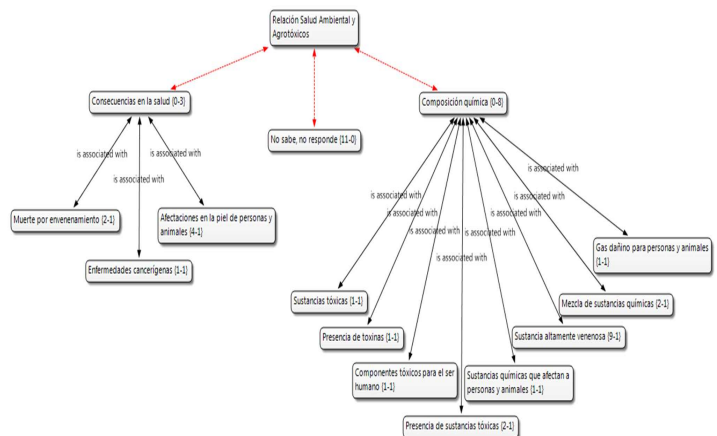 Relación Salud Ambiental y
Agrotóxicos
Consecuencias en la salud {0-3}
Composición química {0-8}
No sabe, no responde {11-0}
is associated with
is associated with
is associated with
Muerte por envenenamiento {2-1}
Afectaciones en la piel de personas y
animales {4-1}
Enfermedades cancerígenas {1-1}
is associated with
is associated with
is associated with
is associated with
is associated with
is associated with
is associated with
is associated with
Gas dañino para personas y animales
{1-1}
Sustancias tóxicas {1-1}
Mezcla de sustancias químicas {2-1}
Presencia de toxinas {1-1}
Sustancia altamente venenosa {9-1}
Componentes tóxicos para el ser
humano {1-1}
Sustancias químicas que afectan a
personas y animales {1-1}
Presencia de sustancias tóxicas {2-1}